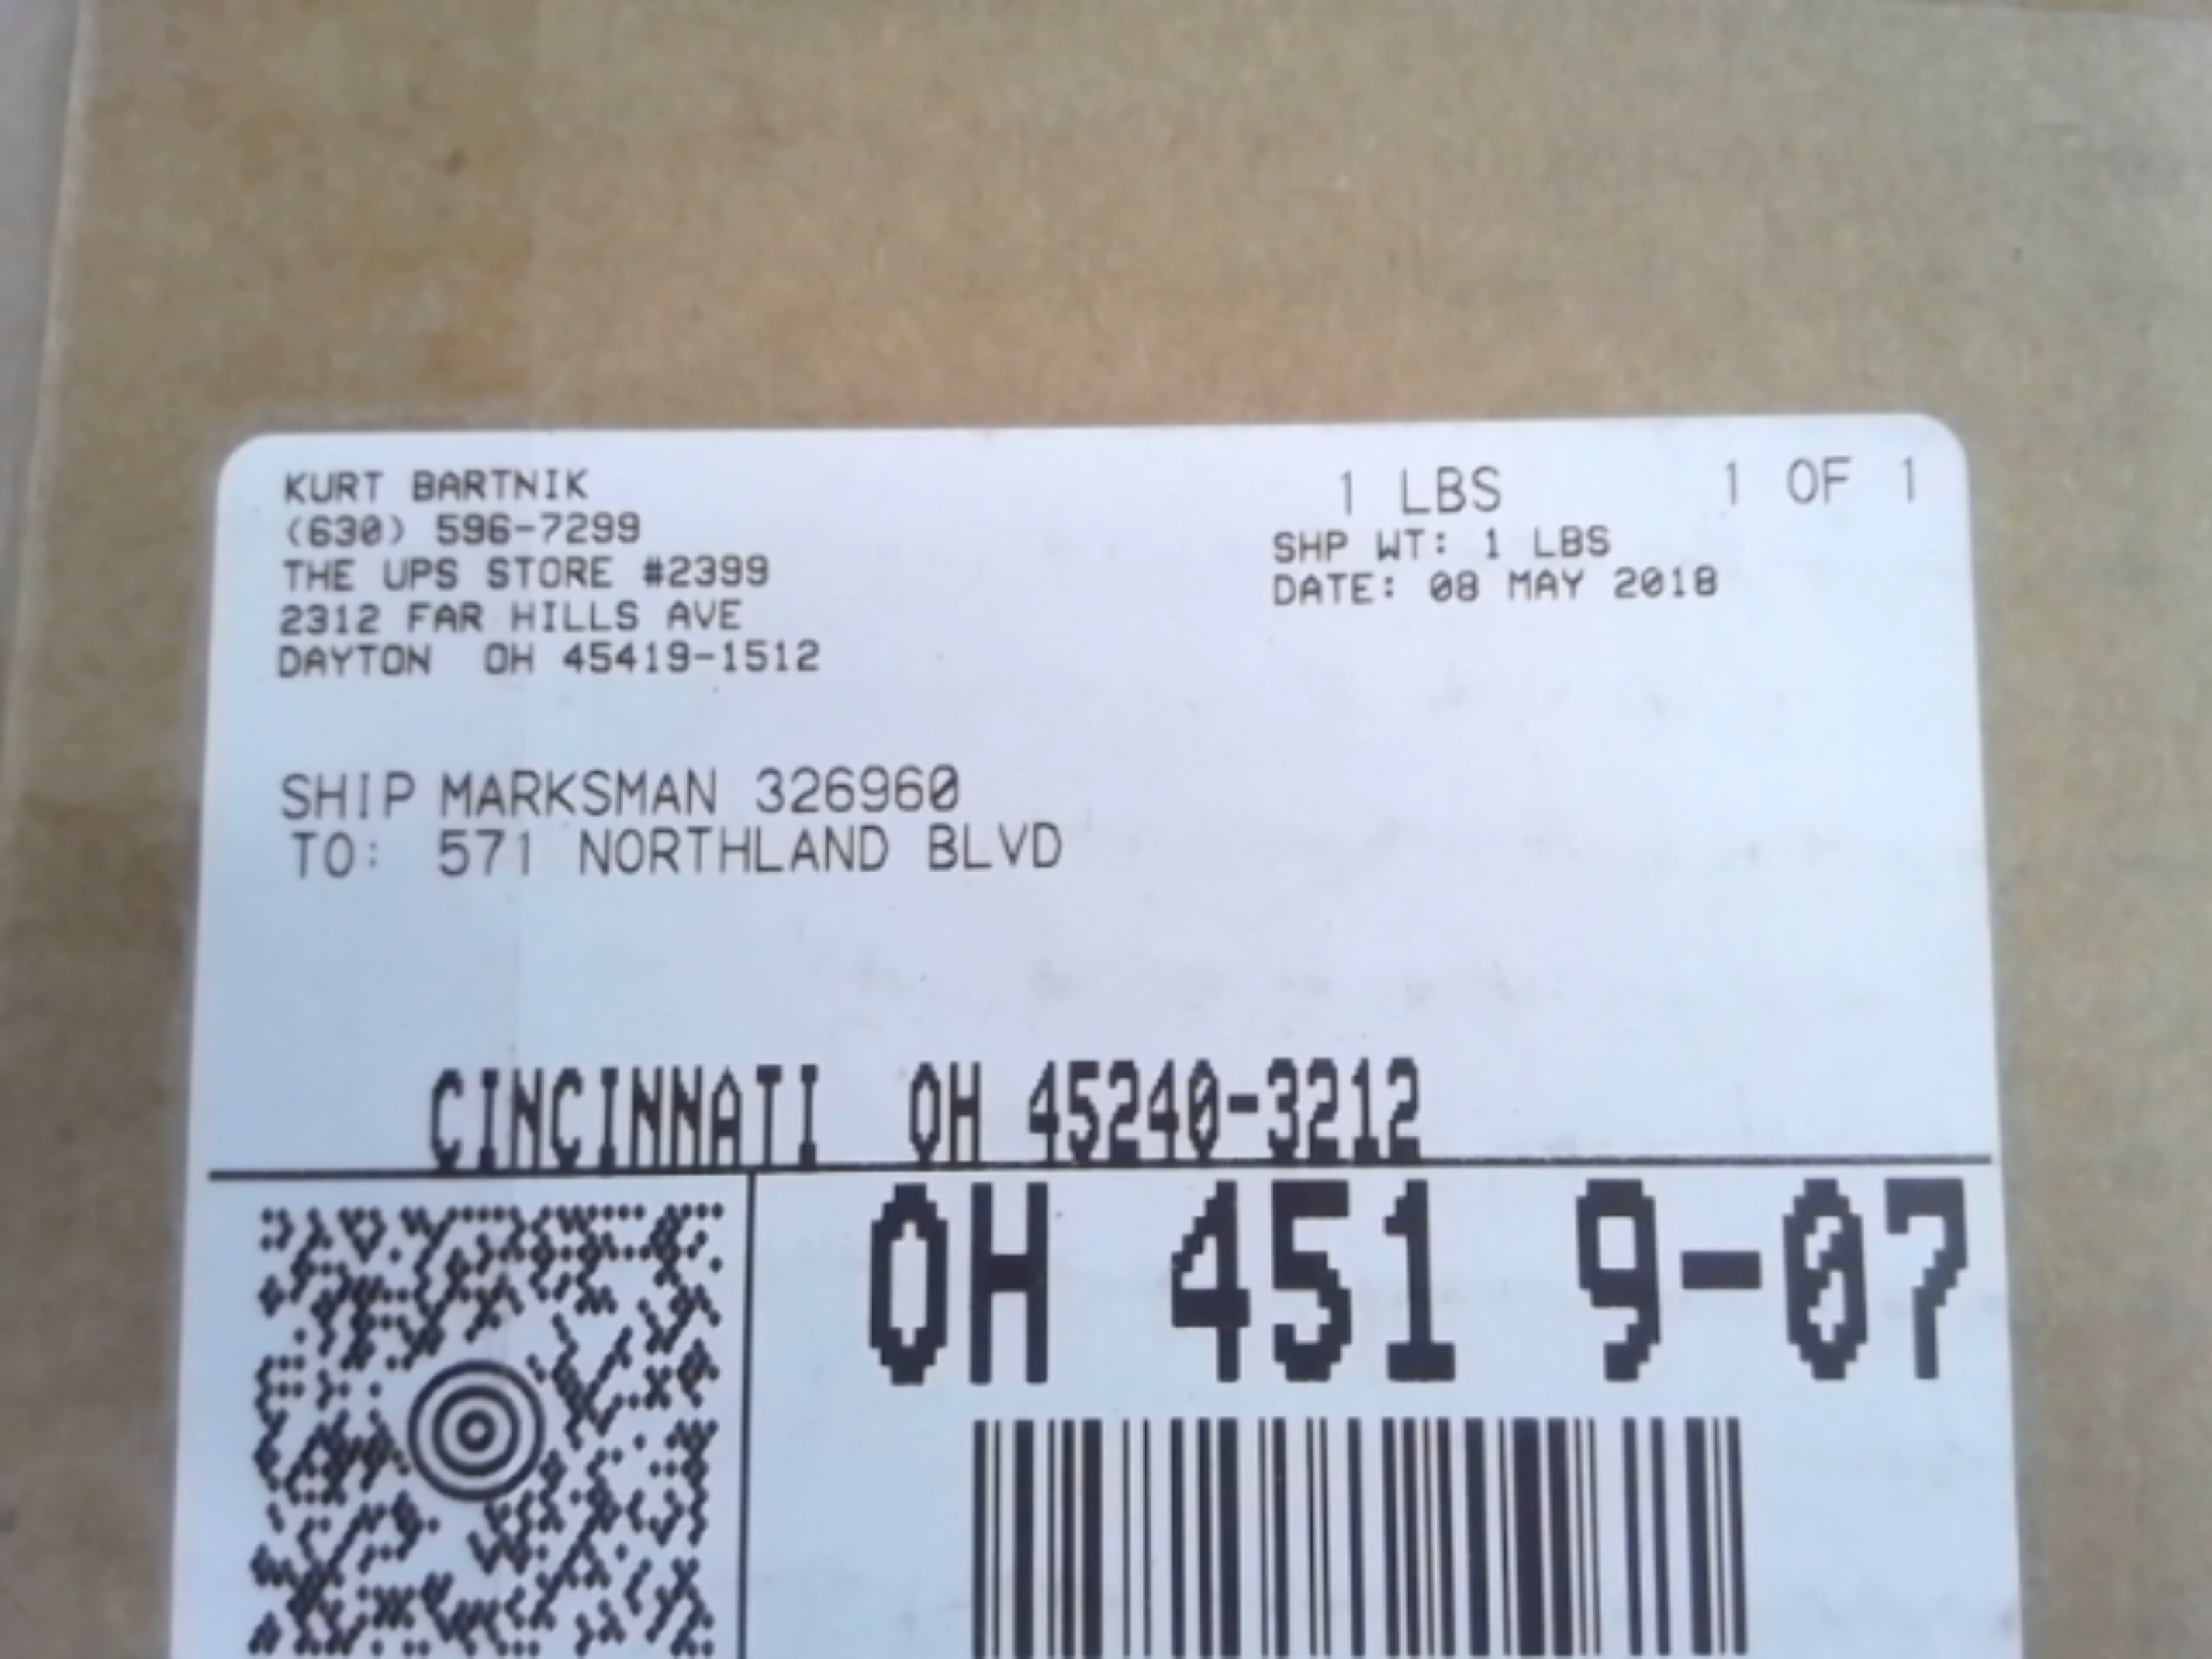 KURT BARTNIK
(630) 596-7299
THE UPS STORE #2399
2312 FAR HILLS AVE
DAYTON OH 45419-1512
1 LBS 1 OF 1
SHP WT: 1 LBS
DATE: 08 MAY 2018
SHIP MARKSMAN 326960
TO: 571 NORTHLAND BLVD
CINCINNATI OH 45240-3212
OH 451 9-07